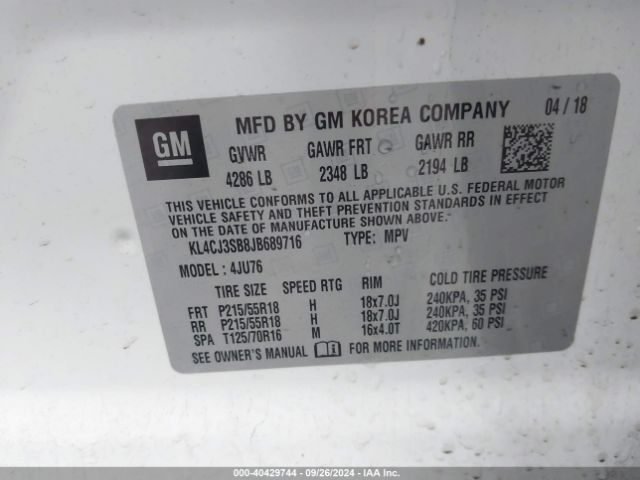 GM
MFD BY GM KOREA COMPANY 04 / 18
GVWR GAWR FRT GAWR RR
4286 LB 2348 LB 2194 LB
THIS VEHICLE CONFORMS TO ALL APPLICABLE U.S. FEDERAL MOTOR
VEHICLE SAFETY AND THEFT PREVENTION STANDARDS IN EFFECT
ON THE DATE OF MANUFACTURE SHOWN ABOVE.
KL4CJ3SB8JB689716 TYPE: MPV
MODEL: 4JU76
TIRE SIZE SPEED RTG RIM COLD TIRE PRESSURE
FRT P215/55R18 H 18x7.0J 240KPA, 35 PSI
RR P215/55R18 H 18x7.0J 240KPA, 35 PSI
SPA T125/70R16 M 16x4.0T 420KPA, 60 PSI
SEE OWNER'S MANUAL FOR MORE INFORMATION.
000-40429744 - 09/26/2024 - IAA Inc.